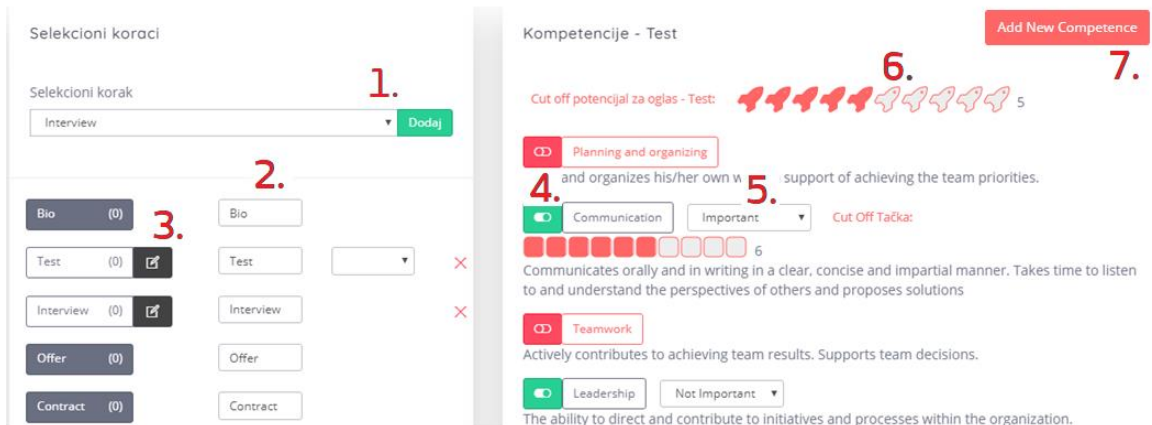 Selekcioni koraci
1.
Selekcioni korak
Interview
Dodaj
2.
Bio (0)
Bio
3.
Test (0)
Test
Interview (0)
Interview
Offer (0)
Offer
Contract (0)
Contract
Kompetencije - Test
Add New Competence
7.
6.
Cut off potencijal za oglas - Test: 5
Planning and organizing
and organizes his/her own support of achieving the team priorities.
4.
5.
Communication Important Cut Off Tačka:
6
Communicates orally and in writing in a clear, concise and impartial manner. Takes time to listen
to and understand the perspectives of others and proposes solutions
Teamwork
Actively contributes to achieving team results. Supports team decisions.
Leadership Not Important
The ability to direct and contribute to initiatives and processes within the organization.